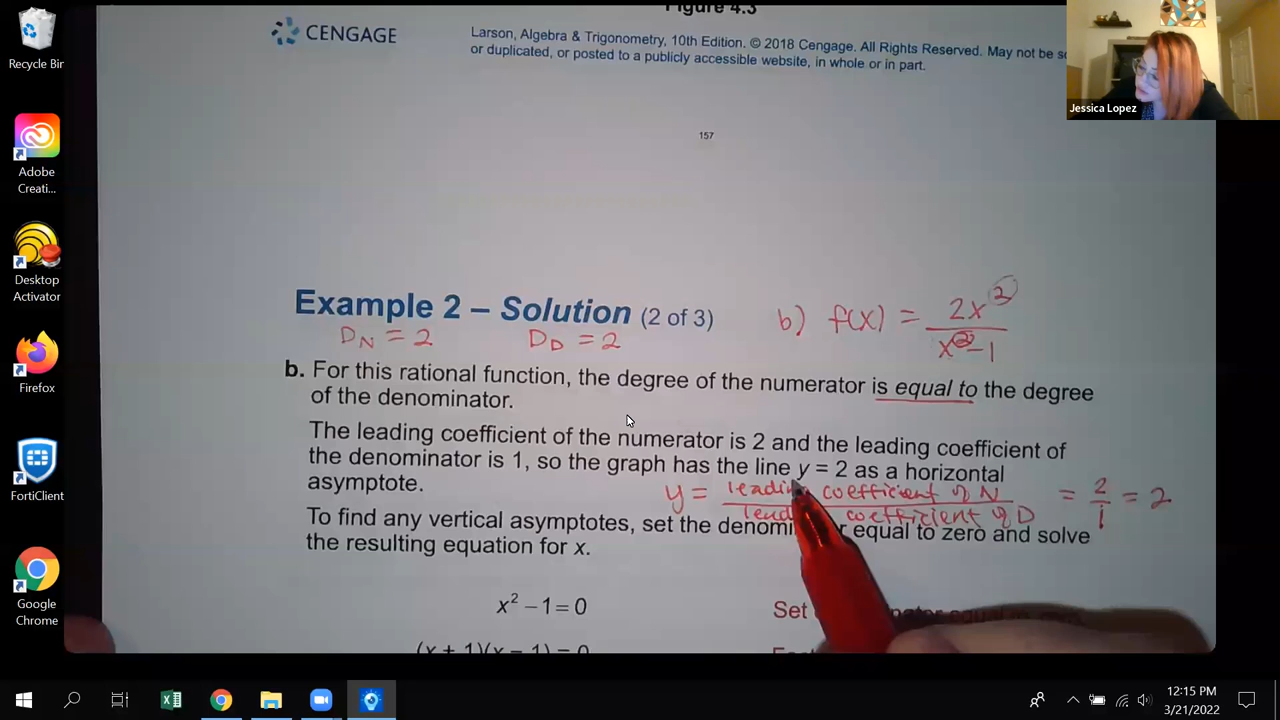 Figure 4.3
CENGAGE
Larson, Algebra & Trigonometry, 10th Edition. © 2018 Cengage. All Rights Reserved. May not be
or duplicated, or posted to a publicly accessible website, in whole or in part.
Jessica Lopez
157
Recycle Bin
Adobe
Creati...
Desktop
Activator
Firefox
FortiClient
Google
Chrome
Example 2 – Solution (2 of 3)
b) f(x) = 2x² / x² - 1
D_N = 2 D_D = 2
b. For this rational function, the degree of the numerator is equal to the degree
of the denominator.
The leading coefficient of the numerator is 2 and the leading coefficient of
the denominator is 1, so the graph has the line y = 2 as a horizontal
asymptote.
y = leading coefficient of N / coefficient of D = 2/1 = 2
To find any vertical asymptotes, set the equal to zero and solve
the resulting equation for x.
x² − 1 = 0
Set
(x + 1)(x − 1) = 0
12:15 PM
3/21/2022